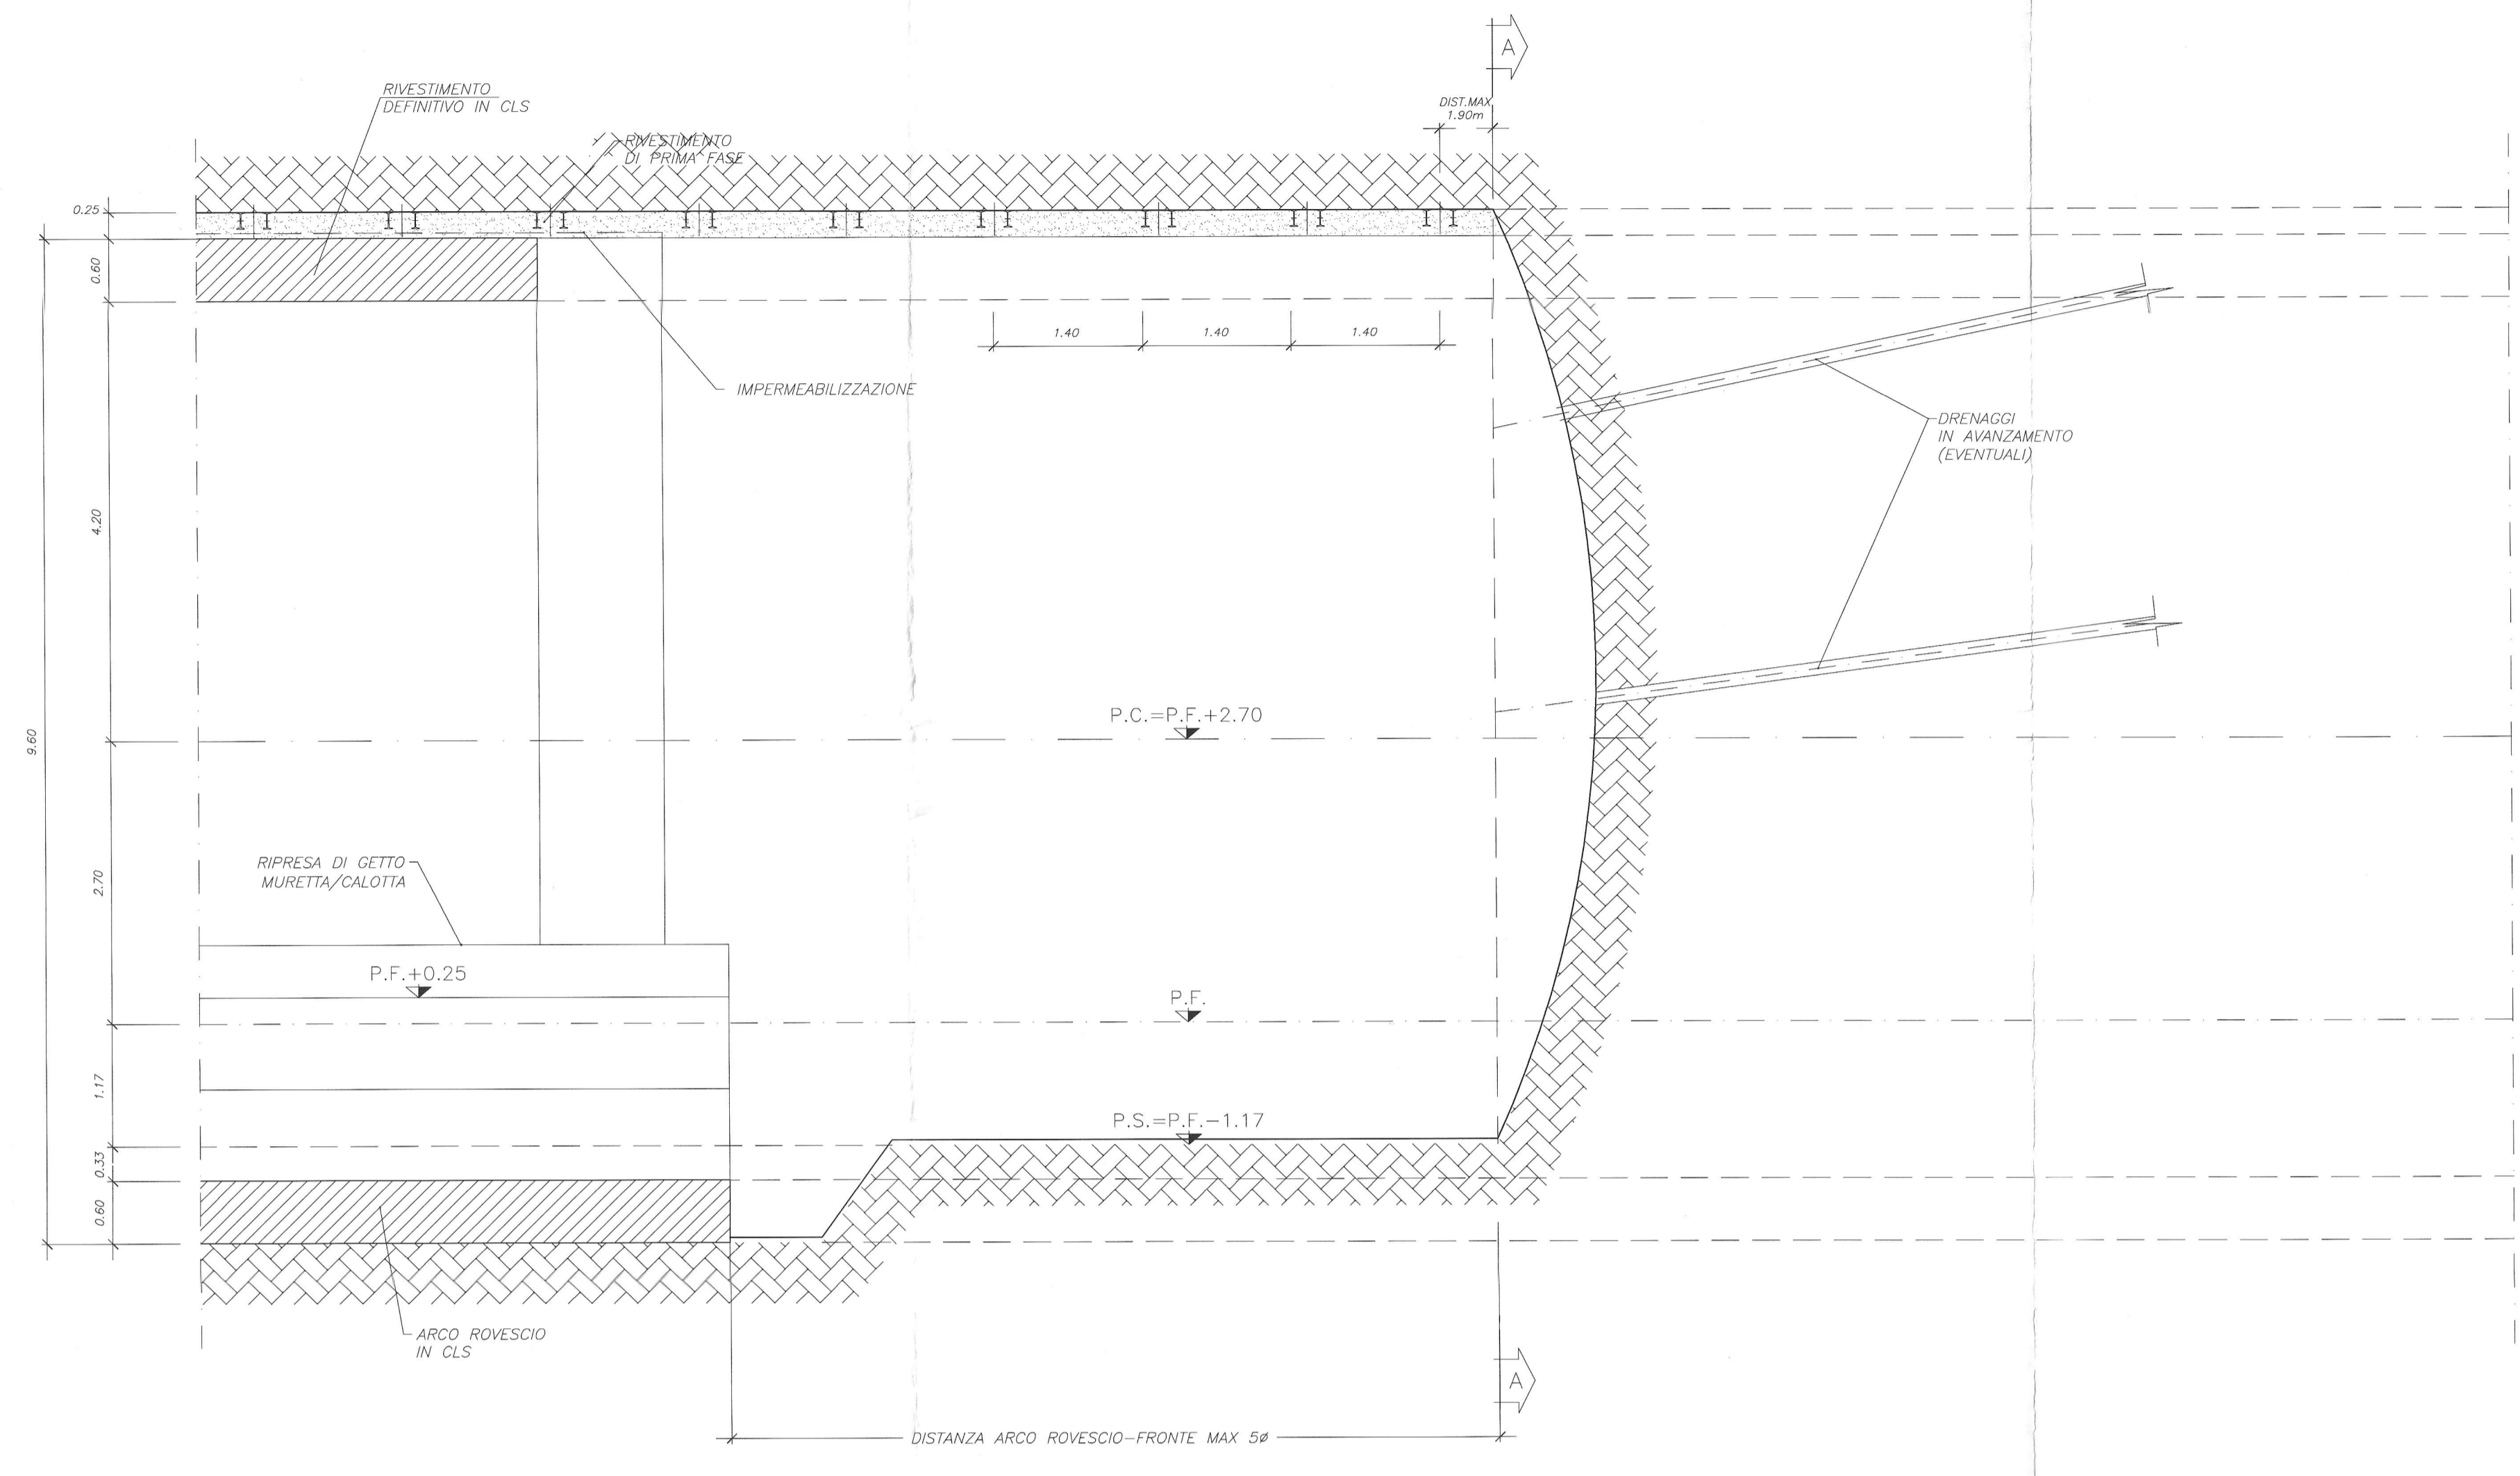 A
RIVESTIMENTO
DEFINITIVO IN CLS
DIST.MAX
1.90m
RIVESTIMENTO
DI PRIMA FASE
0.25
0.60
1.40
1.40
1.40
IMPERMEABILIZZAZIONE
DRENAGGI
IN AVANZAMENTO
(EVENTUALI)
4.20
9.60
P.C.=P.F.+2.70
RIPRESA DI GETTO
MURETTA/CALOTTA
2.70
P.F.+0.25
P.F.
1.17
P.S.=P.F.-1.17
0.33
0.60
ARCO ROVESCIO
IN CLS
A
DISTANZA ARCO ROVESCIO-FRONTE MAX 5ø